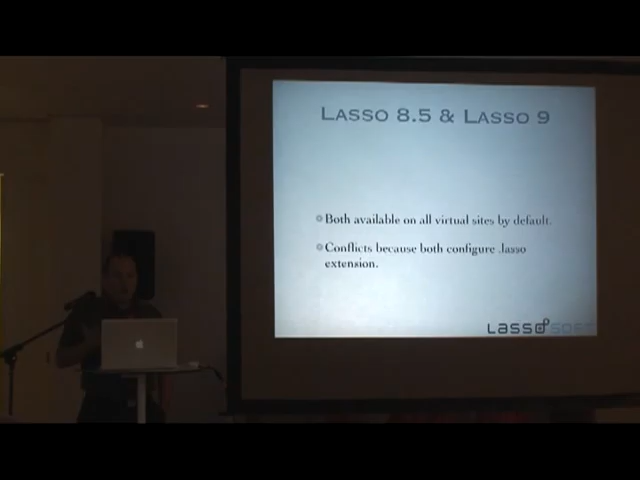 Lasso 8.5 & Lasso 9
Both available on all virtual sites by default.
Conflicts because both configure .lasso
extension.
LASSOSOFT